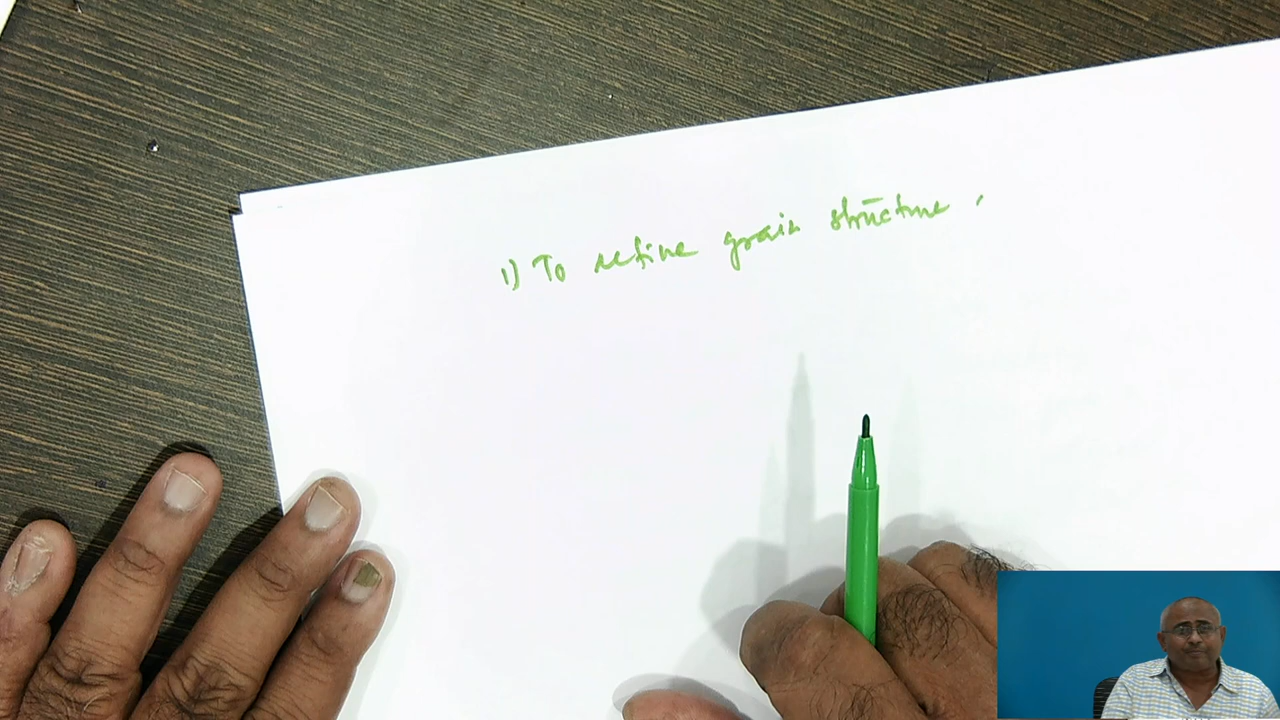 1) To refine grain structure.